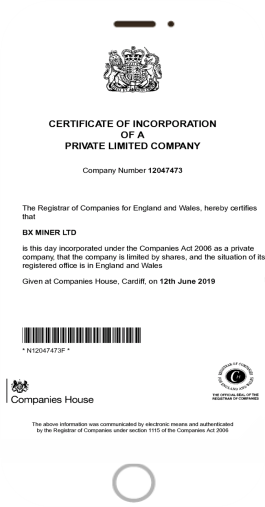 CERTIFICATE OF INCORPORATION
OF A
PRIVATE LIMITED COMPANY
Company Number 12047473
The Registrar of Companies for England and Wales, hereby certifies
that
BX MINER LTD
is this day incorporated under the Companies Act 2006 as a private
company, that the company is limited by shares, and the situation of its
registered office is in England and Wales
Given at Companies House, Cardiff, on 12th June 2019
* N12047473F *
Companies House
THE OFFICIAL SEAL OF THE
REGISTRAR OF COMPANIES
The above information was communicated by electronic means and authenticated
by the Registrar of Companies under section 1115 of the Companies Act 2006